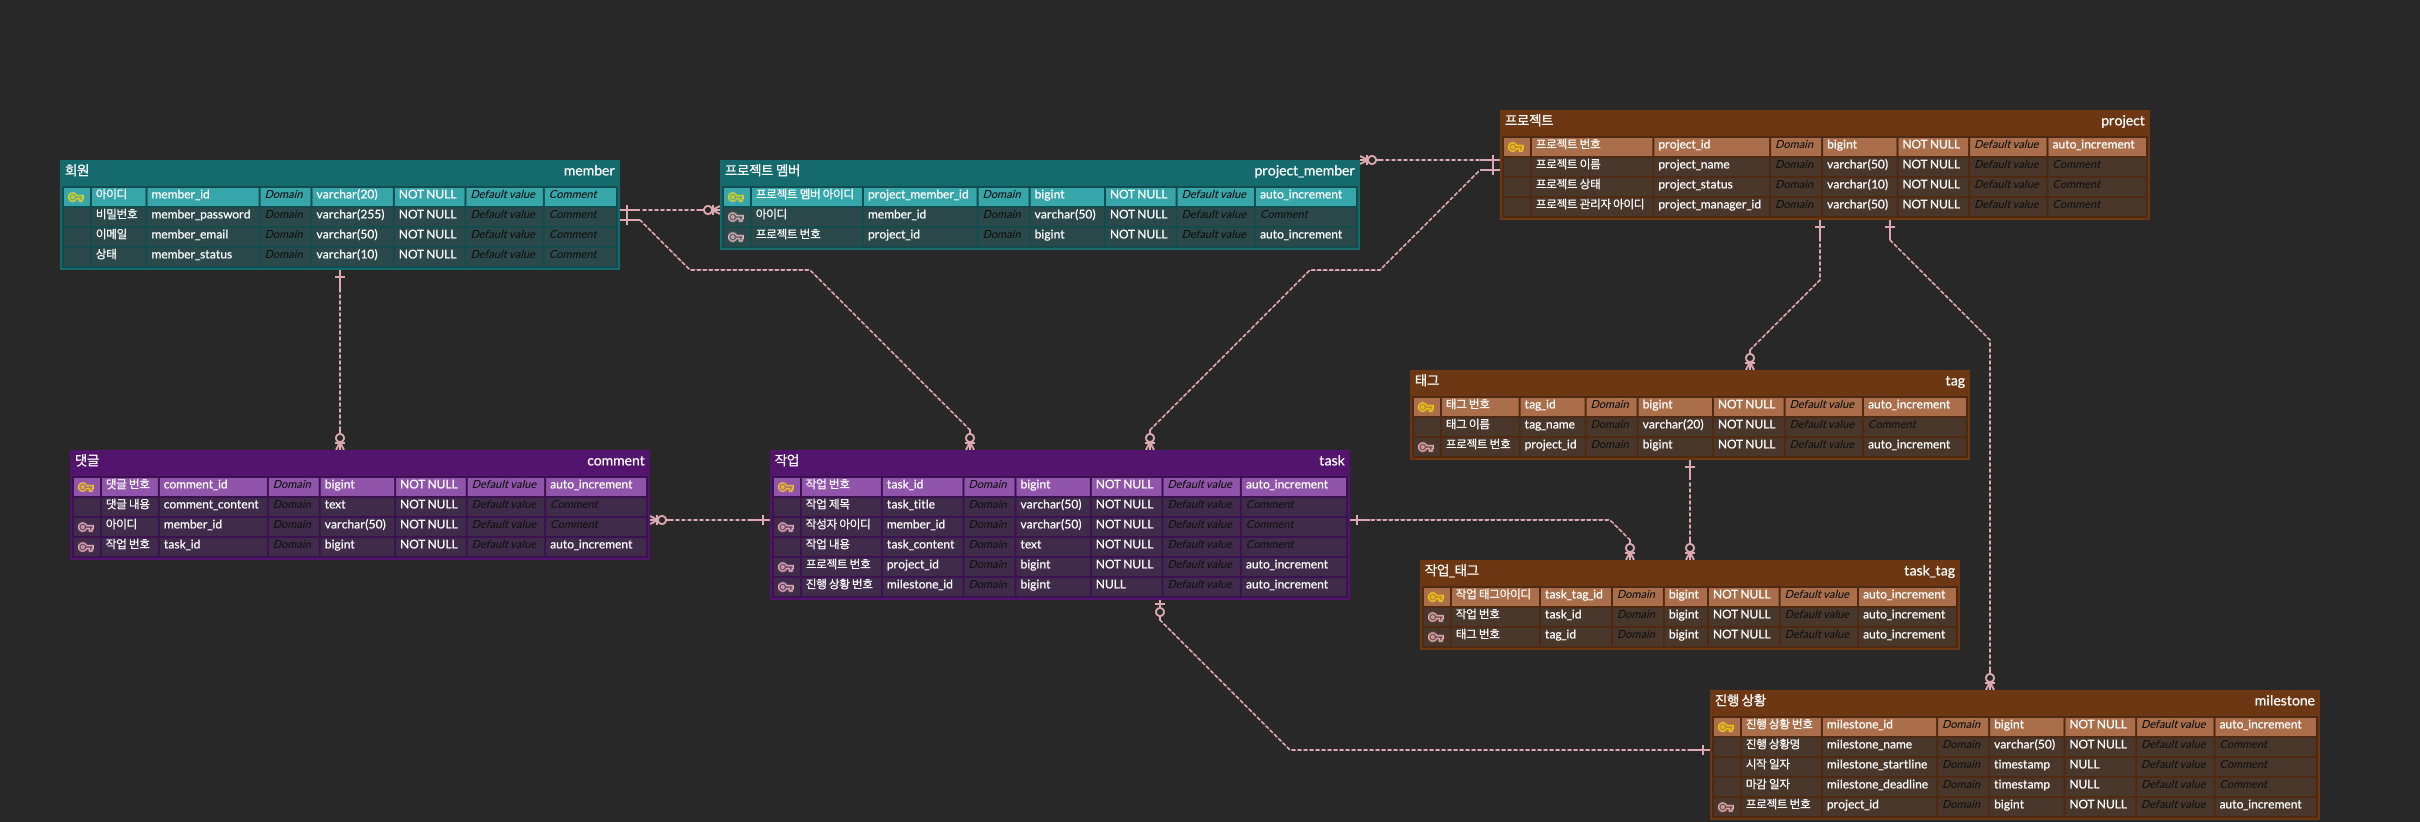 프로젝트 project
프로젝트 번호 project_id Domain bigint NOT NULL Default value auto_increment
프로젝트 이름 project_name Domain varchar(50) NOT NULL Default value Comment
프로젝트 상태 project_status Domain varchar(10) NOT NULL Default value Comment
프로젝트 관리자 아이디 project_manager_id Domain varchar(50) NOT NULL Default value Comment
회원 member
아이디 member_id Domain varchar(20) NOT NULL Default value Comment
비밀번호 member_password Domain varchar(255) NOT NULL Default value Comment
이메일 member_email Domain varchar(50) NOT NULL Default value Comment
상태 member_status Domain varchar(10) NOT NULL Default value Comment
프로젝트 멤버 project_member
프로젝트 멤버 아이디 project_member_id Domain bigint NOT NULL Default value auto_increment
아이디 member_id Domain varchar(50) NOT NULL Default value Comment
프로젝트 번호 project_id Domain bigint NOT NULL Default value auto_increment
태그 tag
태그 번호 tag_id Domain bigint NOT NULL Default value auto_increment
태그 이름 tag_name Domain varchar(20) NOT NULL Default value Comment
프로젝트 번호 project_id Domain bigint NOT NULL Default value auto_increment
댓글 comment
댓글 번호 comment_id Domain bigint NOT NULL Default value auto_increment
댓글 내용 comment_content Domain text NOT NULL Default value Comment
아이디 member_id Domain varchar(50) NOT NULL Default value Comment
작업 번호 task_id Domain bigint NOT NULL Default value auto_increment
작업 task
작업 번호 task_id Domain bigint NOT NULL Default value auto_increment
작업 제목 task_title Domain varchar(50) NOT NULL Default value Comment
작성자 아이디 member_id Domain varchar(50) NOT NULL Default value Comment
작업 내용 task_content Domain text NOT NULL Default value Comment
프로젝트 번호 project_id Domain bigint NOT NULL Default value auto_increment
진행 상황 번호 milestone_id Domain bigint NULL Default value auto_increment
작업_태그 task_tag
작업 태그아이디 task_tag_id Domain bigint NOT NULL Default value auto_increment
작업 번호 task_id Domain bigint NOT NULL Default value auto_increment
태그 번호 tag_id Domain bigint NOT NULL Default value auto_increment
진행 상황 milestone
진행 상황 번호 milestone_id Domain bigint NOT NULL Default value auto_increment
진행 상황명 milestone_name Domain varchar(50) NOT NULL Default value Comment
시작 일자 milestone_startline Domain timestamp NULL Default value Comment
마감 일자 milestone_deadline Domain timestamp NULL Default value Comment
프로젝트 번호 project_id Domain bigint NOT NULL Default value auto_increment